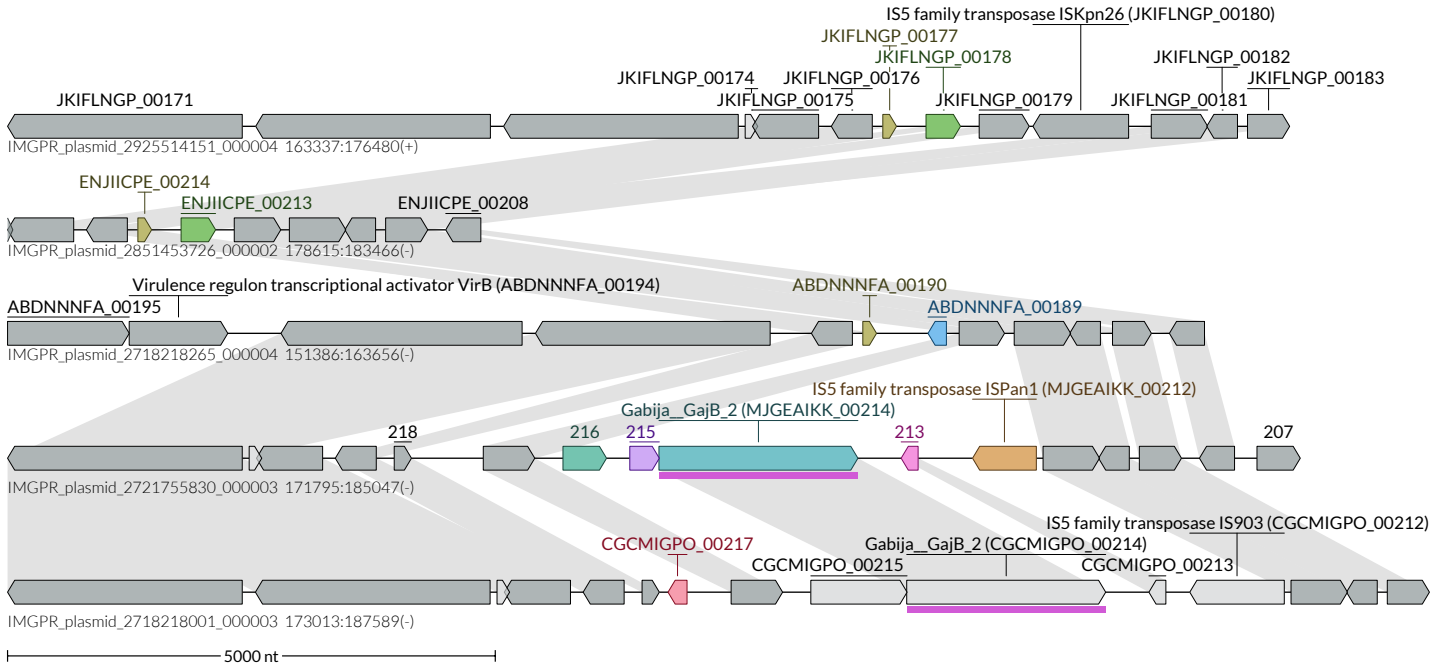 IS5 family transposase ISKpn26 (JKIFLNGP_00180)
JKIFLNGP_00177
JKIFLNGP_00178
JKIFLNGP_00174
JKIFLNGP_00176
JKIFLNGP_00182
JKIFLNGP_00183
JKIFLNGP_00171
JKIFLNGP_00175
JKIFLNGP_00179
JKIFLNGP_00181
IMGPR_plasmid_2925514151_000004 163337:176480(+)
ENJIICPE_00214
ENJIICPE_00213
ENJIICPE_00208
IMGPR_plasmid_2851453726_000002 178615:183466(-)
Virulence regulon transcriptional activator VirB (ABDNNNFA_00194)
ABDNNNFA_00190
ABDNNNFA_00195
ABDNNNFA_00189
IMGPR_plasmid_2718218265_000004 151386:163656(-)
IS5 family transposase ISPan1 (MJGEAIKK_00212)
Gabija__GajB_2 (MJGEAIKK_00214)
218
216
215
213
207
IMGPR_plasmid_2721755830_000003 171795:185047(-)
IS5 family transposase IS903 (CGCMIGPO_00212)
CGCMIGPO_00217
Gabija__GajB_2 (CGCMIGPO_00214)
CGCMIGPO_00215
CGCMIGPO_00213
IMGPR_plasmid_2718218001_000003 173013:187589(-)
5000 nt